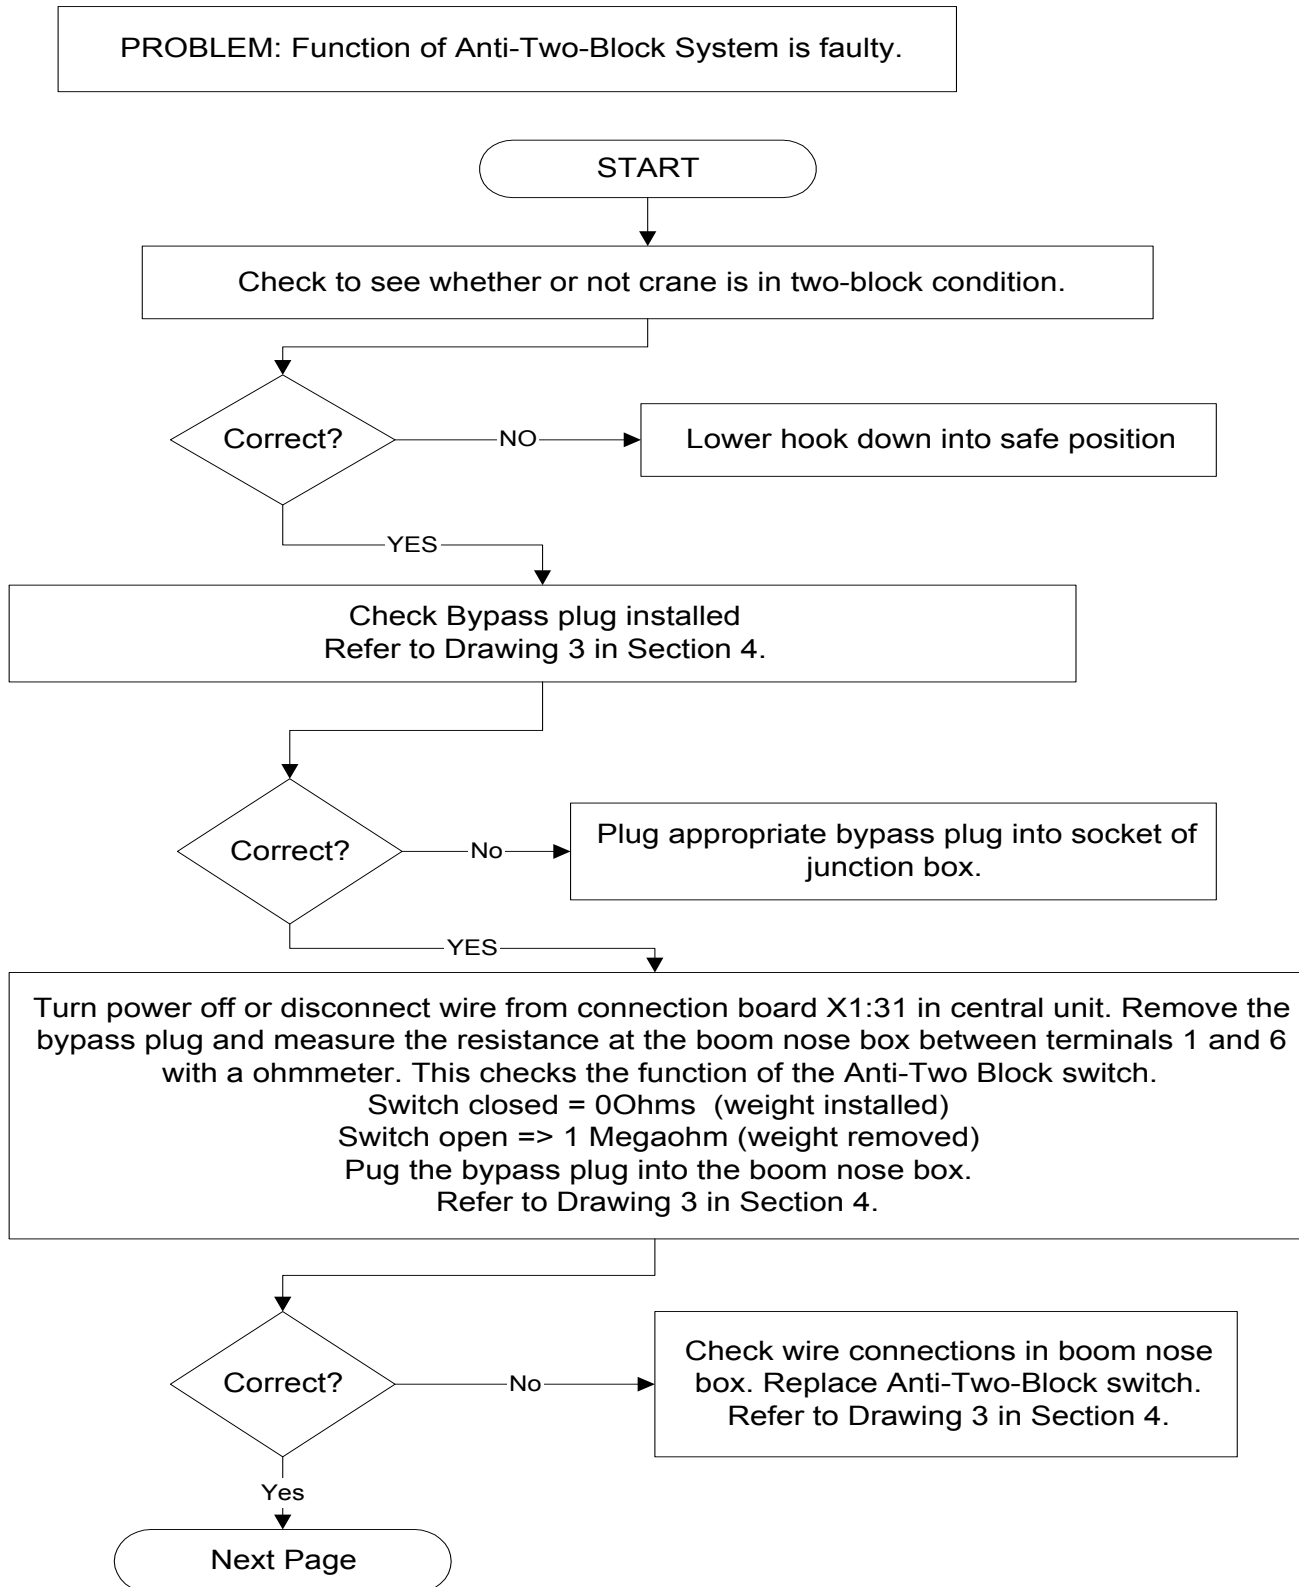 PROBLEM: Function of Anti-Two-Block System is faulty.
START
Check to see whether or not crane is in two-block condition.
Correct?
NO
Lower hook down into safe position
YES
Check Bypass plug installed
Refer to Drawing 3 in Section 4.
Correct?
No
Plug appropriate bypass plug into socket of
junction box.
YES
Turn power off or disconnect wire from connection board X1:31 in central unit. Remove the
bypass plug and measure the resistance at the boom nose box between terminals 1 and 6
with a ohmmeter. This checks the function of the Anti-Two Block switch.
Switch closed = 0Ohms (weight installed)
Switch open => 1 Megaohm (weight removed)
Pug the bypass plug into the boom nose box.
Refer to Drawing 3 in Section 4.
Correct?
No
Check wire connections in boom nose
box. Replace Anti-Two-Block switch.
Refer to Drawing 3 in Section 4.
Yes
Next Page